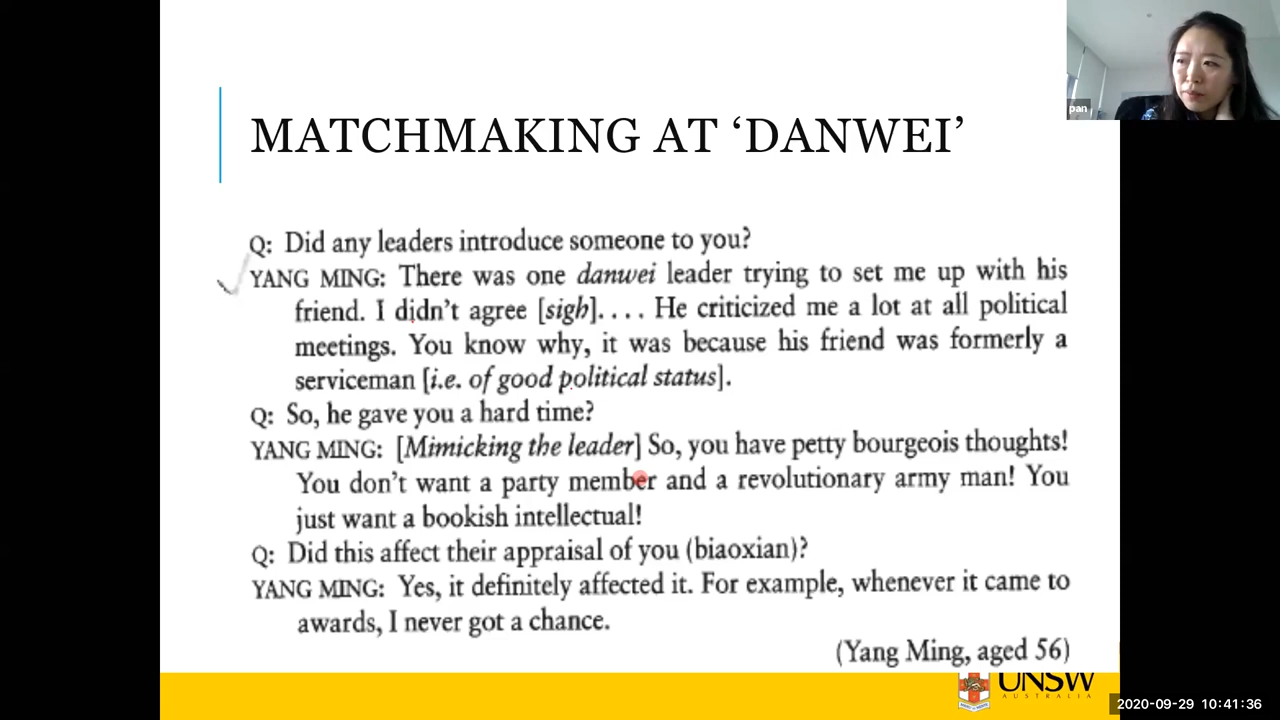 pan
MATCHMAKING AT ‘DANWEI’
Q: Did any leaders introduce someone to you?
YANG MING: There was one danwei leader trying to set me up with his
friend. I didn’t agree [sigh]. . . . He criticized me a lot at all political
meetings. You know why, it was because his friend was formerly a
serviceman [i.e. of good political status].
Q: So, he gave you a hard time?
YANG MING: [Mimicking the leader] So, you have petty bourgeois thoughts!
You don’t want a party member and a revolutionary army man! You
just want a bookish intellectual!
Q: Did this affect their appraisal of you (biaoxian)?
YANG MING: Yes, it definitely affected it. For example, whenever it came to
awards, I never got a chance.
(Yang Ming, aged 56)
UNSW
AUSTRALIA
2020-09-29 10:41:36